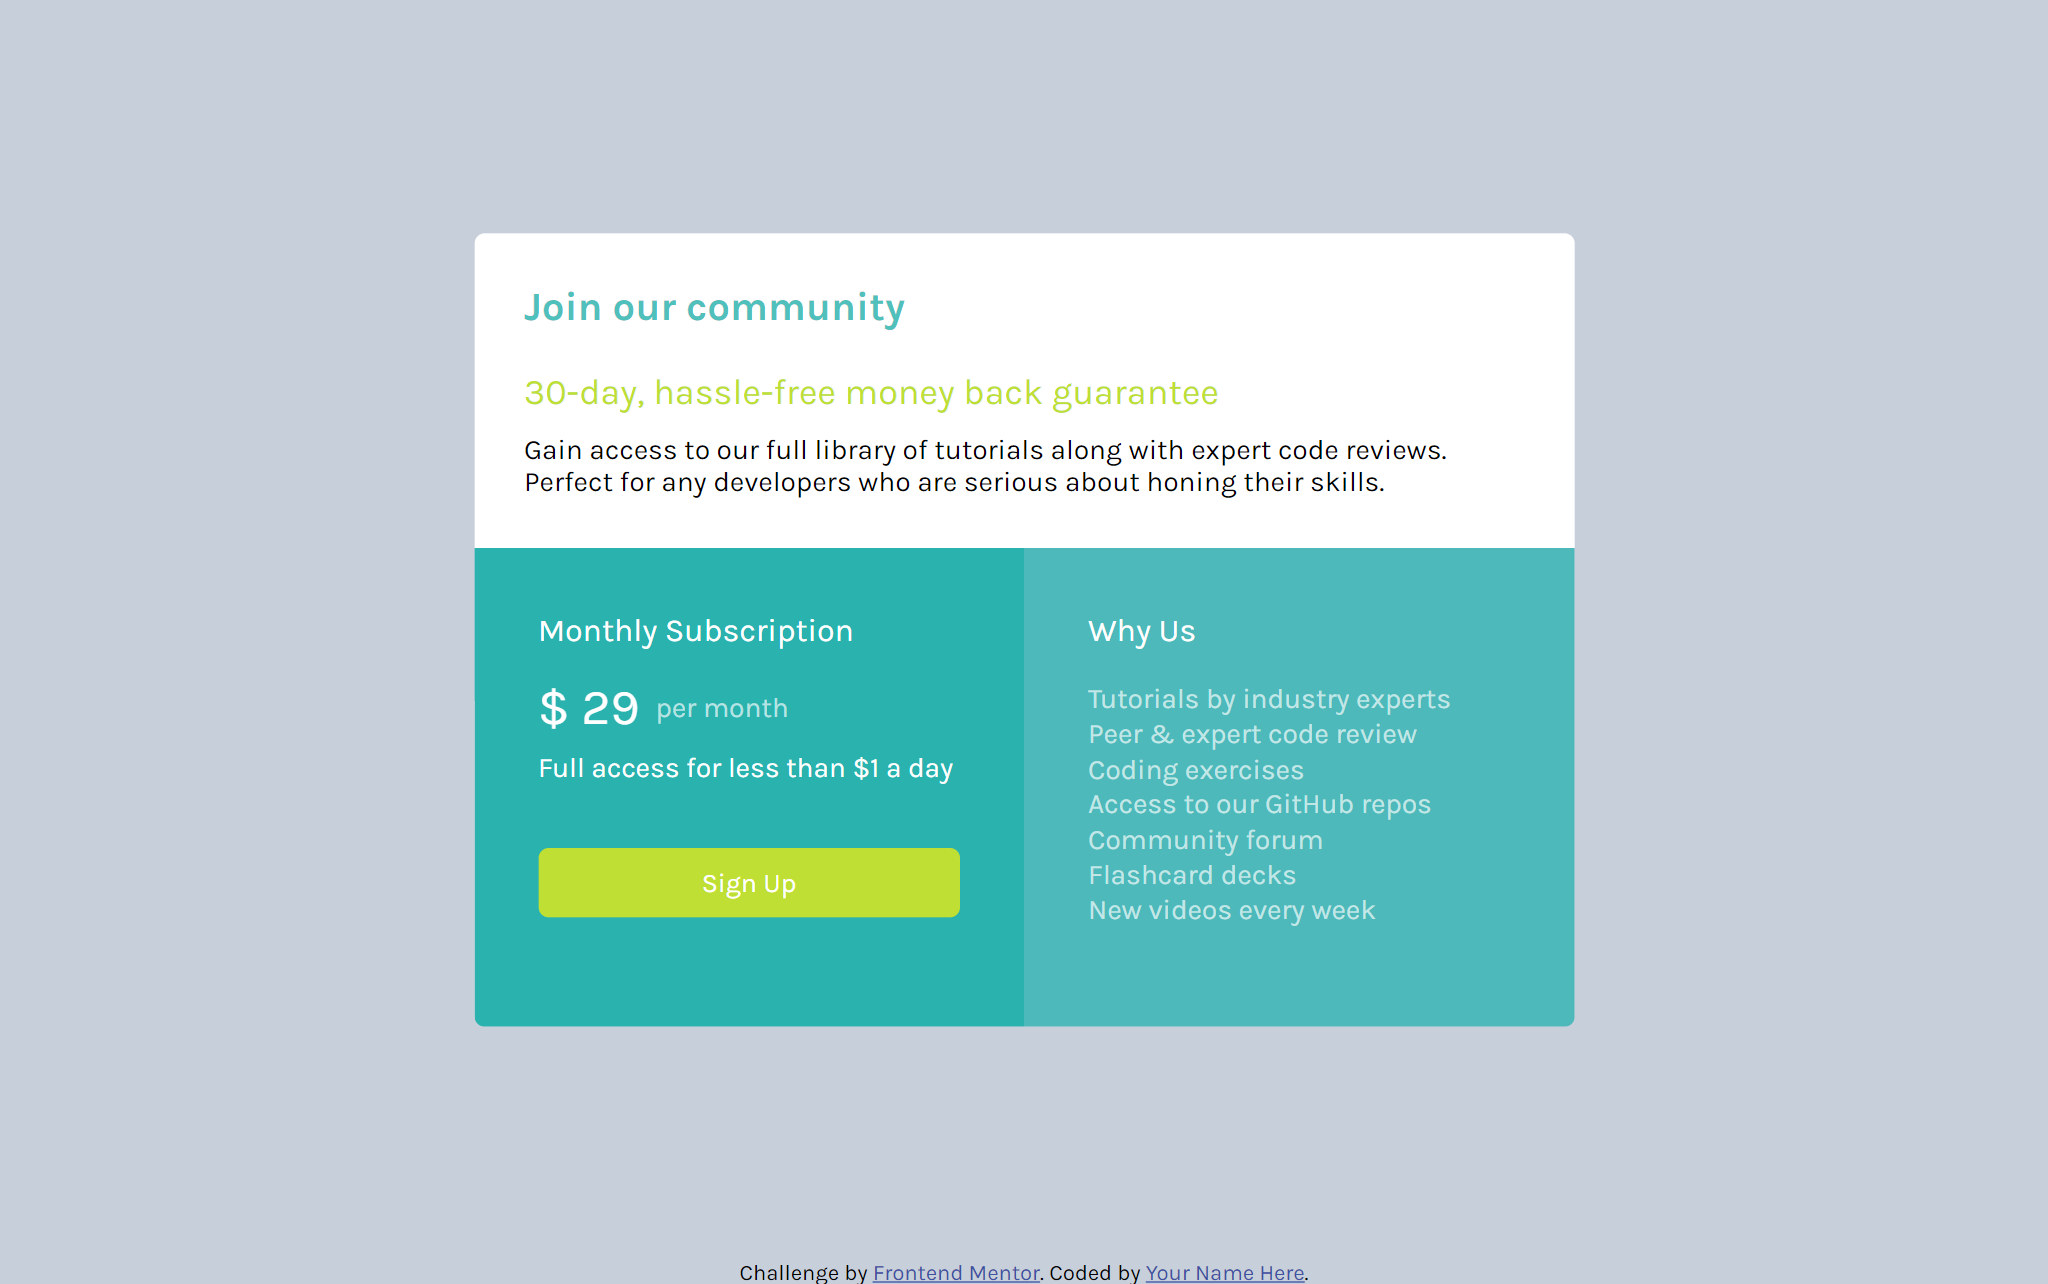 Join our community
30-day, hassle-free money back guarantee
Gain access to our full library of tutorials along with expert code reviews.
Perfect for any developers who are serious about honing their skills.
Monthly Subscription
$ 29 per month
Full access for less than $1 a day
Sign Up
Why Us
Tutorials by industry experts
Peer & expert code review
Coding exercises
Access to our GitHub repos
Community forum
Flashcard decks
New videos every week
Challenge by Frontend Mentor. Coded by Your Name Here.